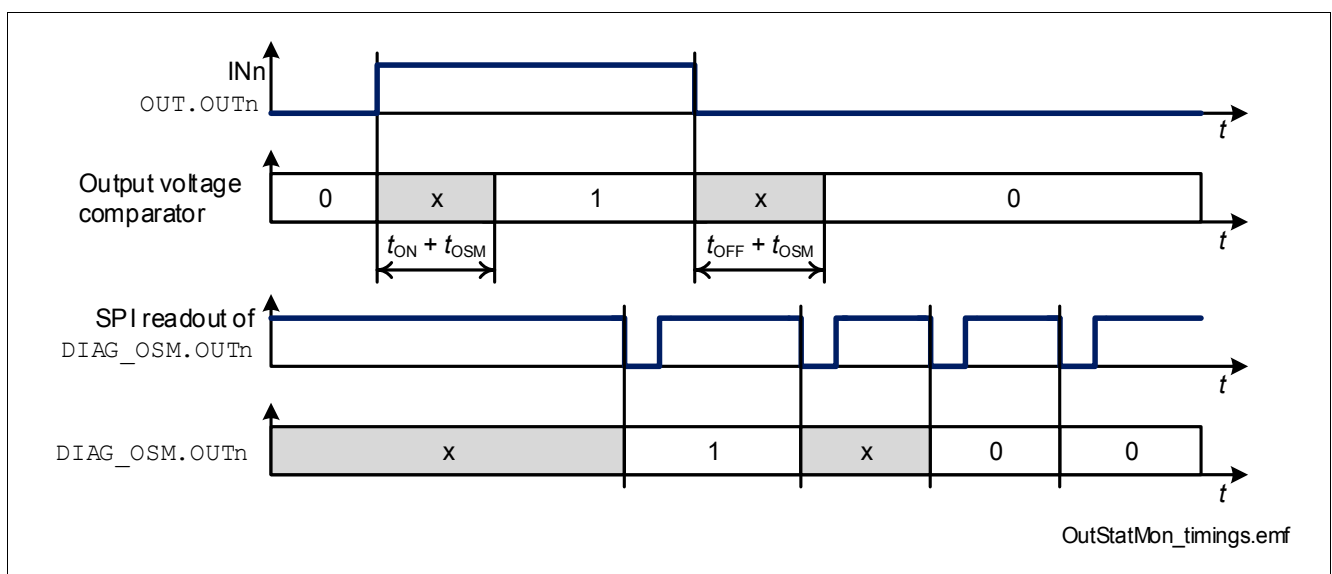 INn
OUT.OUTn
t
Output voltage
comparator
0 x 1 x 0
t
tON + tOSM tOFF + tOSM
SPI readout of
DIAG_OSM.OUTn
t
DIAG_OSM.OUTn
x 1 x 0 0
t
OutStatMon_timings.emf